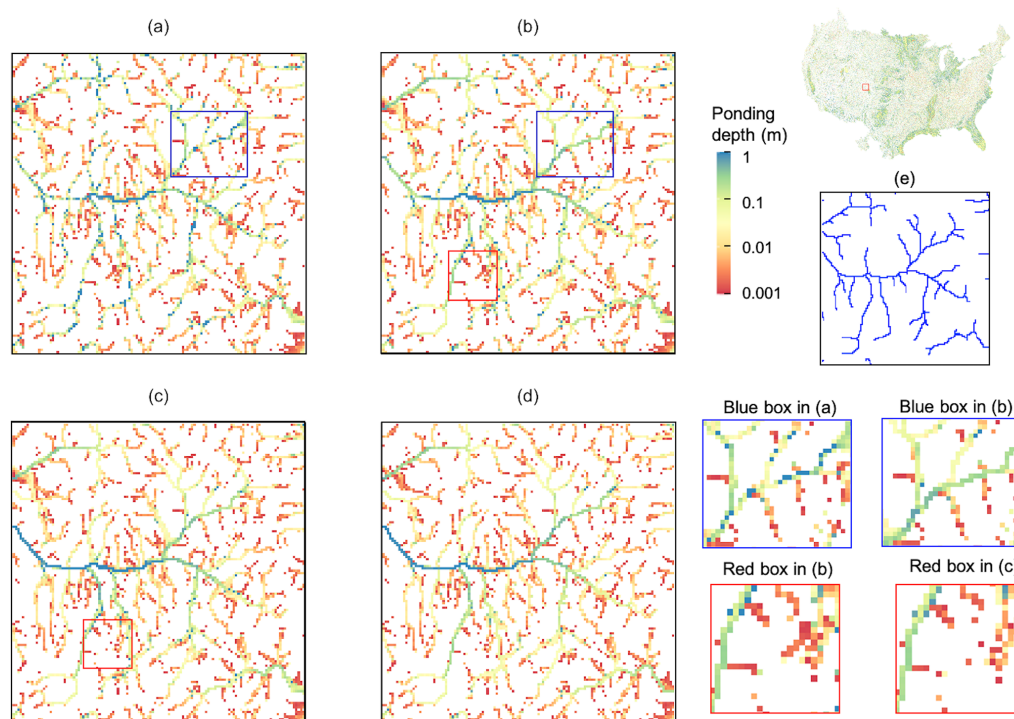 (a)
(b)
Ponding
depth (m)
1
0.1
0.01
0.001
(e)
(c)
(d)
Blue box in (a)
Blue box in (b)
Red box in (b)
Red box in (c